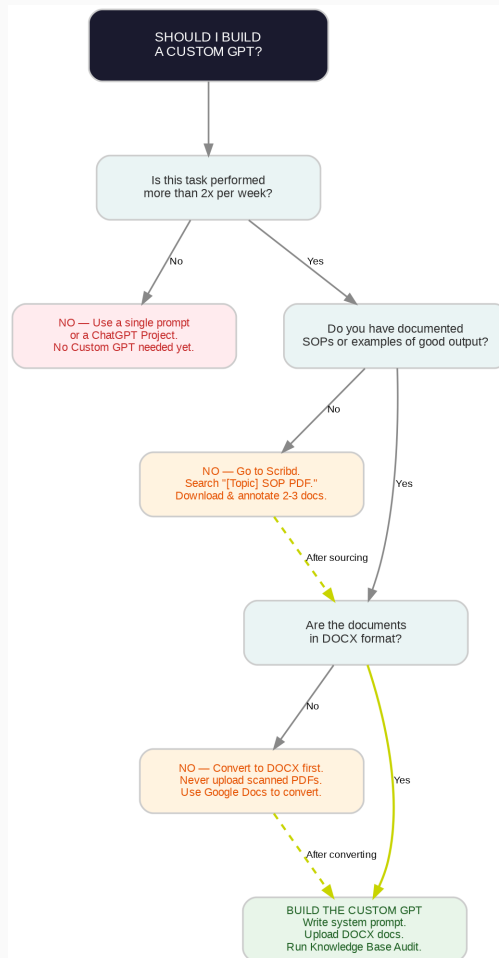 SHOULD I BUILD
A CUSTOM GPT?
Is this task performed
more than 2x per week?
No
Yes
NO — Use a single prompt
or a ChatGPT Project.
No Custom GPT needed yet.
Do you have documented
SOPs or examples of good output?
No
Yes
NO — Go to Scribd.
Search "[Topic] SOP PDF."
Download & annotate 2-3 docs.
After sourcing
Are the documents
in DOCX format?
No
Yes
NO — Convert to DOCX first.
Never upload scanned PDFs.
Use Google Docs to convert.
After converting
BUILD THE CUSTOM GPT
Write system prompt.
Upload DOCX docs.
Run Knowledge Base Audit.